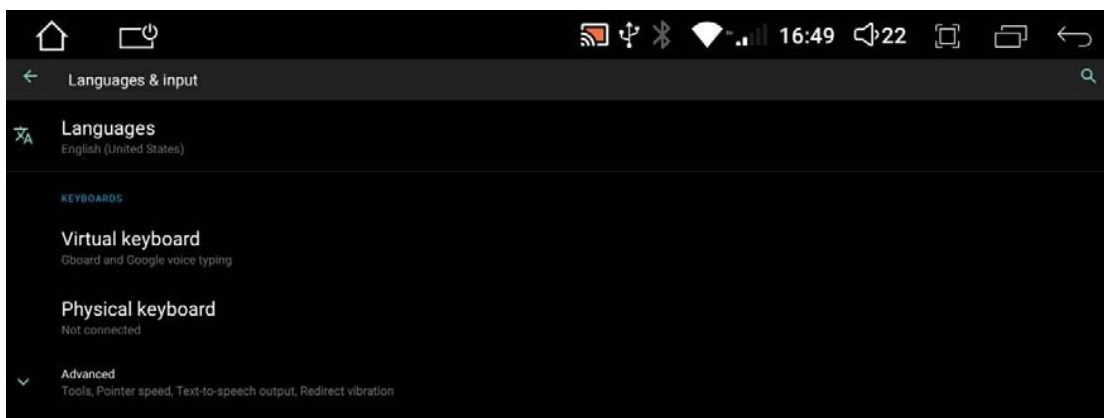 16:49 22
Languages & input
Languages
English (United States)
KEYBOARDS
Virtual keyboard
Gboard and Google voice typing
Physical keyboard
Not connected
Advanced
Tools, Pointer speed, Text-to-speech output, Redirect vibration